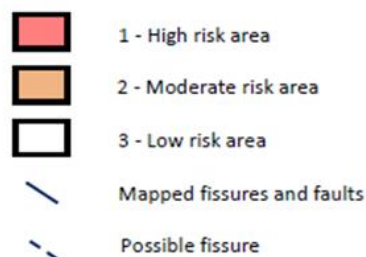 1 - High risk area
2 - Moderate risk area
3 - Low risk area
Mapped fissures and faults
Possible fissure